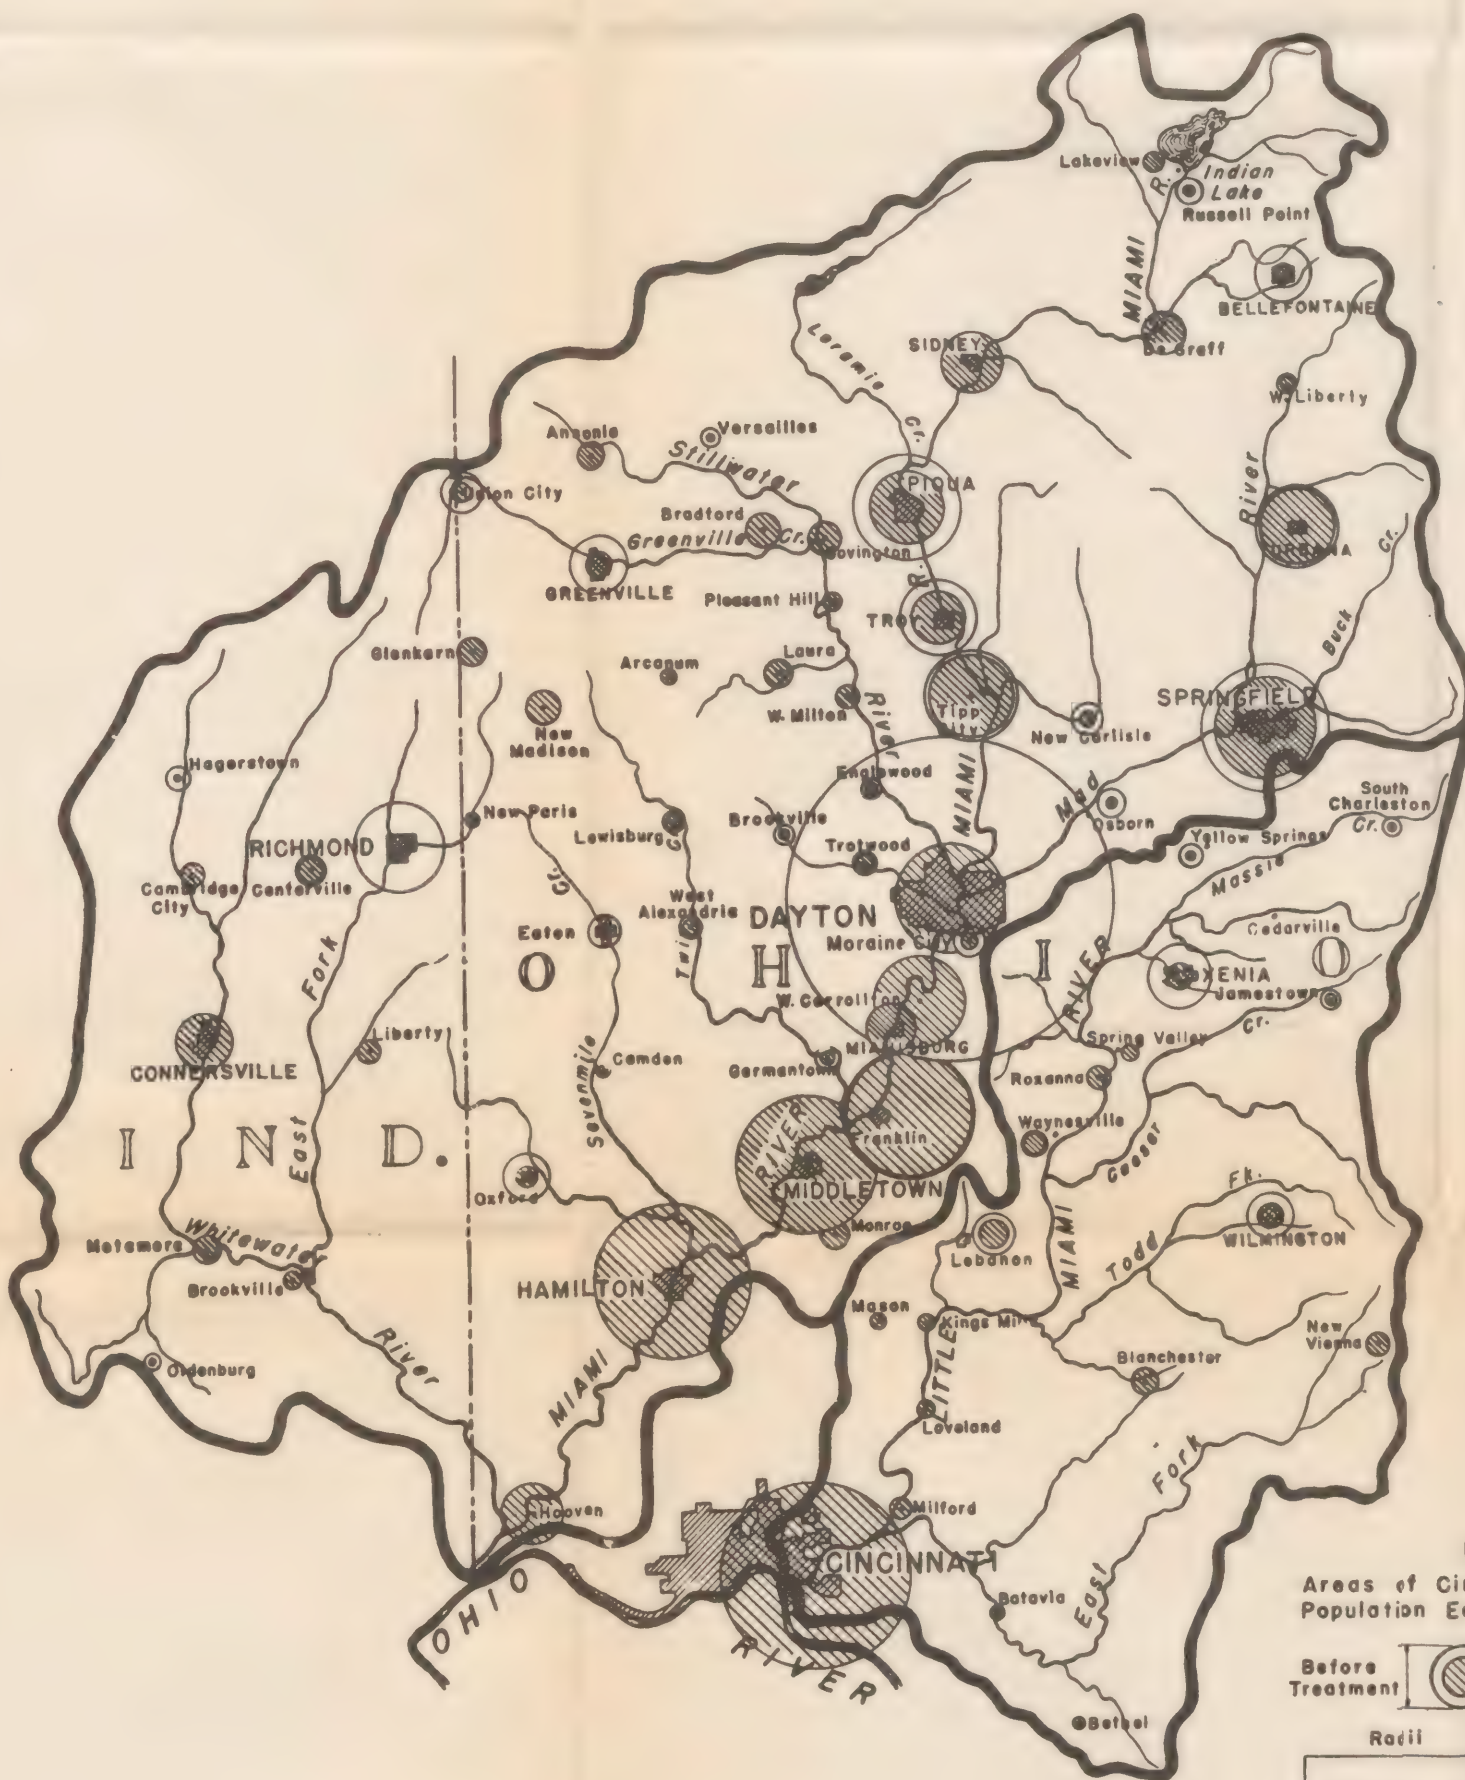 Lakeview
R.
Indian
Lake
Russell Point
MIAMI
BELLEFONTAINE
De Graff
SIDNEY
Loramie
Cr.
W. Liberty
Ansonia
Versailles
Stillwater
River
PIQUA
Union City
Bradford
Greenville Cr.
Covington
URBANA
Cr.
GREENVILLE
R.
Pleasant Hill
TROY
Buck
Glenkarn
Arcanum
Laura
SPRINGFIELD
New
Madison
W. Milton
River
Tipp
City
New Carlisle
Hagerstown
Englewood
MIAMI
Mad
South
Charleston
New Paris
Lewisburg
Brookville
Osborn
Cr.
RICHMOND
Cr.
Trotwood
Yellow Springs
Cambridge
City
Centerville
Cr.
West
Alexandria
DAYTON
Massie
Eaton
Moraine City
Cedarville
Fork
O H I O
Twin
RIVER
XENIA
Jamestown
W. Carrollton
Cr.
Liberty
MIAMISBURG
Spring Valley
CONNERSVILLE
Camden
Germantown
Roxanna
Sevenmile
RIVER
Franklin
Waynesville
IND.
East
Caesar
Oxford
MIDDLETOWN
Fk.
Whitewater
Monroe
Metamora
Lebanon
MIAMI
Todd
WILMINGTON
Brookville
HAMILTON
Mason
Kings Mill
River
LITTLE
New
Vienna
Oldenburg
Blanchester
MIAMI
Loveland
Fork
Hooven
Milford
CINCINNATI
OHIO
Batavia
East
Areas of Ci
Population E
RIVER
Before
Treatment
Bethel
Radii